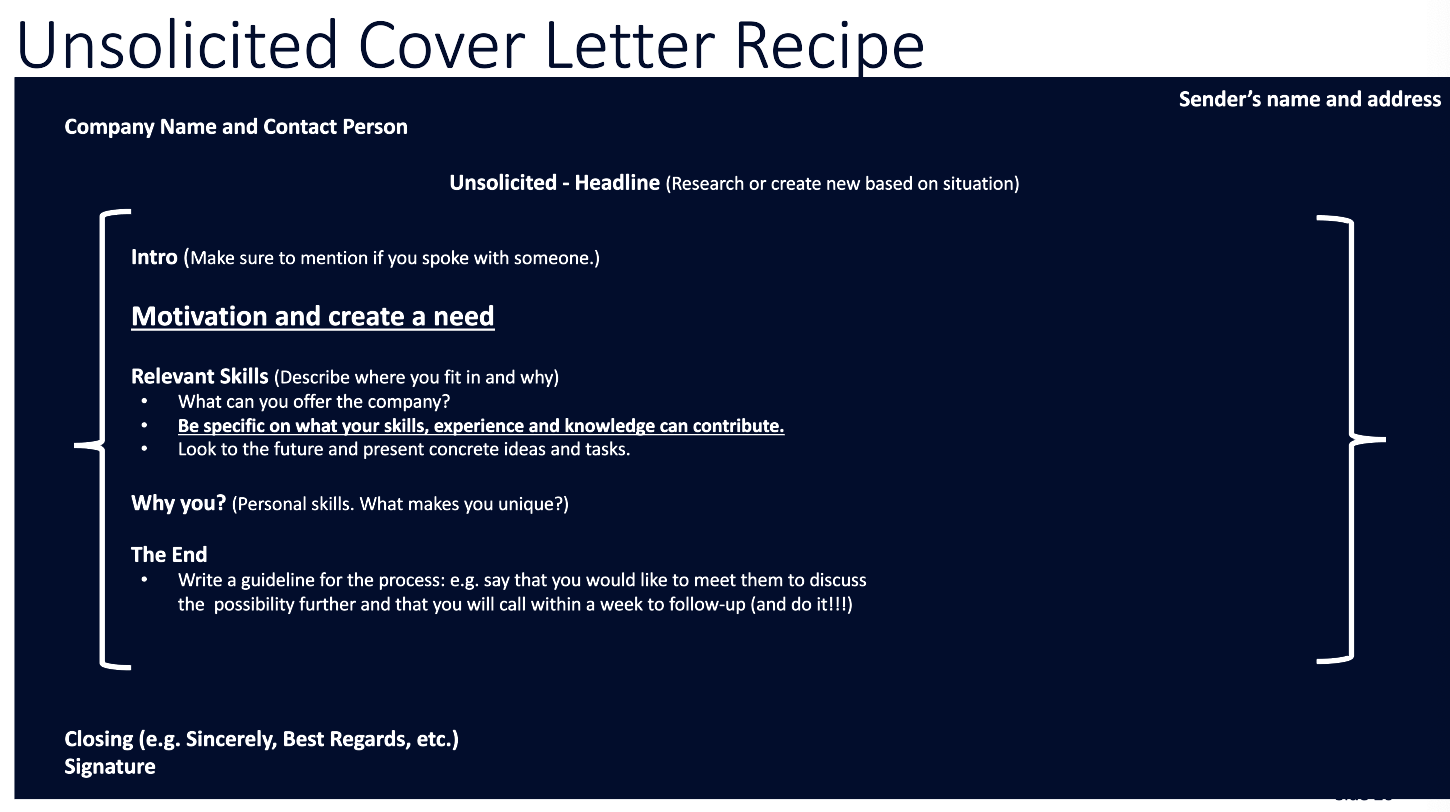 Unsolicited Cover Letter Recipe
Sender’s name and address
Company Name and Contact Person
Unsolicited - Headline (Research or create new based on situation)
Intro (Make sure to mention if you spoke with someone.)
Motivation and create a need
Relevant Skills (Describe where you fit in and why)
• What can you offer the company?
• Be specific on what your skills, experience and knowledge can contribute.
• Look to the future and present concrete ideas and tasks.
Why you? (Personal skills. What makes you unique?)
The End
• Write a guideline for the process: e.g. say that you would like to meet them to discuss
the  possibility further and that you will call within a week to follow-up (and do it!!!)
Closing (e.g. Sincerely, Best Regards, etc.)
Signature